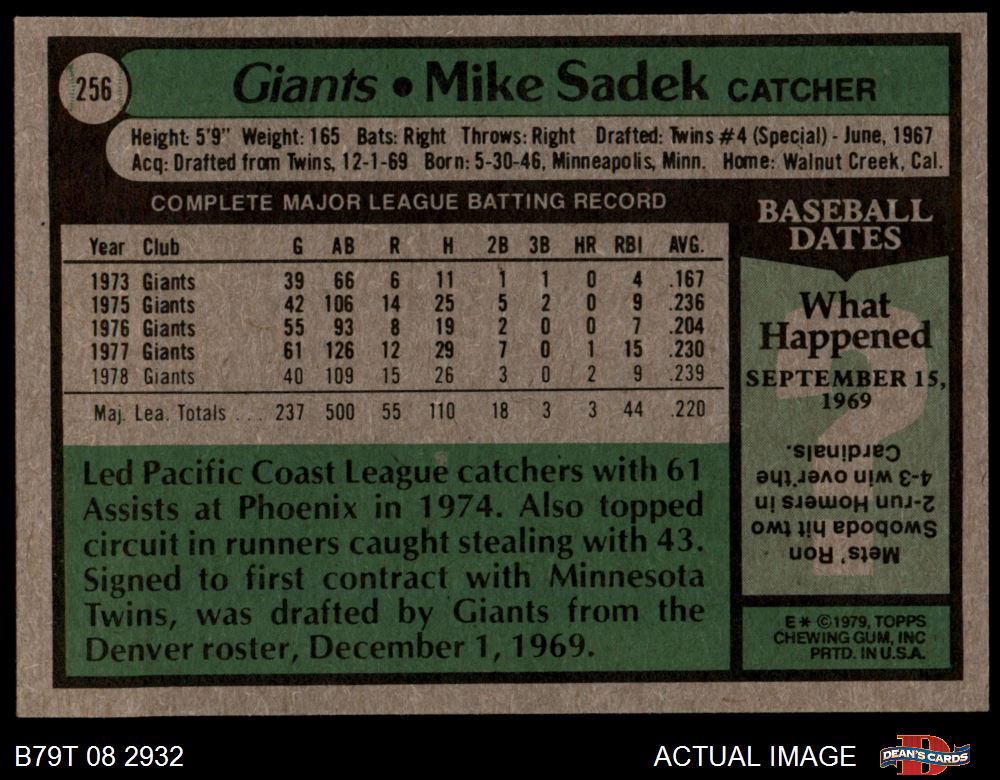 256
Giants • Mike Sadek CATCHER
Height: 5'9" Weight: 165 Bats: Right Throws: Right Drafted: Twins #4 (Special) - June, 1967
Acq: Drafted from Twins, 12-1-69 Born: 5-30-46, Minneapolis, Minn. Home: Walnut Creek, Cal.
COMPLETE MAJOR LEAGUE BATTING RECORD
Year Club G AB R H 2B 3B HR RBI AVG.
1973 Giants 39 66 6 11 1 1 0 4 .167
1975 Giants 42 106 14 25 5 2 0 9 .236
1976 Giants 55 93 8 19 2 0 0 7 .204
1977 Giants 61 126 12 29 7 0 1 15 .230
1978 Giants 40 109 15 26 3 0 2 9 .239
Maj. Lea. Totals . . . 237 500 55 110 18 3 3 44 .220
Led Pacific Coast League catchers with 61
Assists at Phoenix in 1974. Also topped
circuit in runners caught stealing with 43.
Signed to first contract with Minnesota
Twins, was drafted by Giants from the
Denver roster, December 1, 1969.
BASEBALL
DATES
What
Happened
SEPTEMBER 15,
1969
Mets' Ron
Swoboda hit two
2-run Homers in
4-3 win over the
Cardinals.
E * ©1979, TOPPS
CHEWING GUM, INC
PRTD. IN U.S.A.
B79T 08 2932
ACTUAL IMAGE
D
DEAN'S CARDS